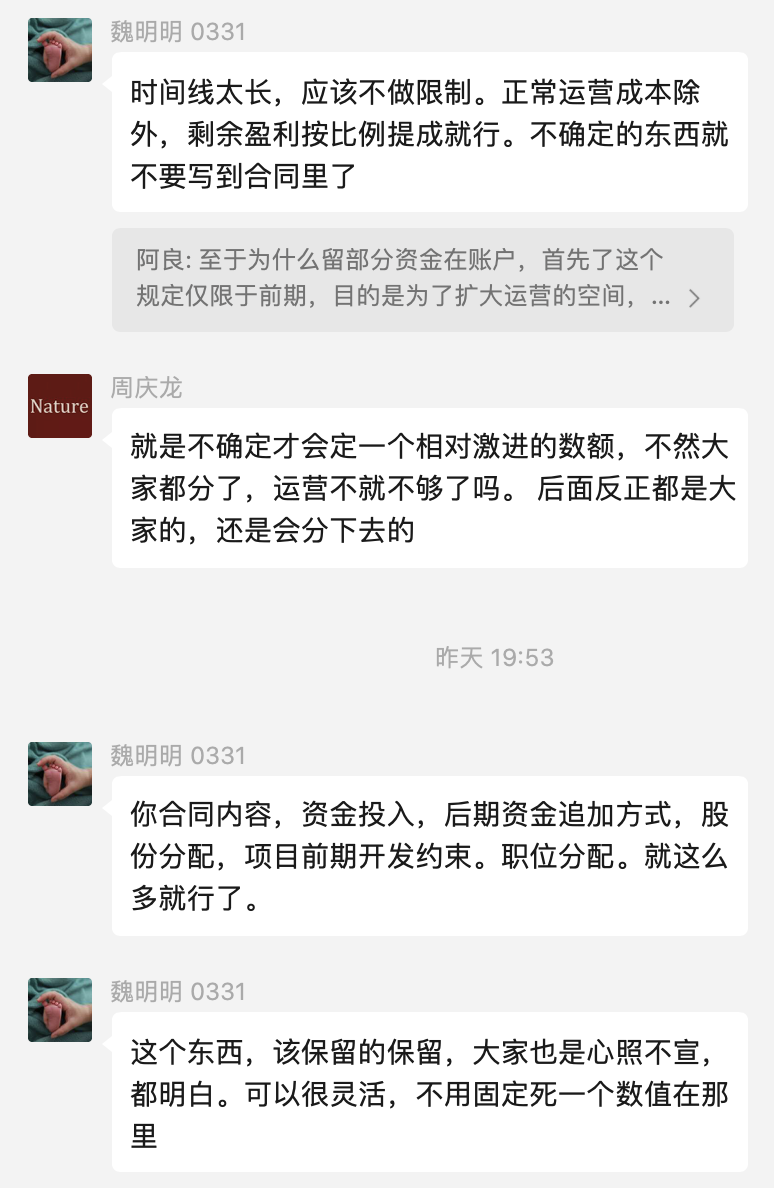 魏明明 0331
时间线太长，应该不做限制。正常运营成本除
外，剩余盈利按比例提成就行。不确定的东西就
不要写到合同里了
阿良: 至于为什么留部分资金在账户，首先了这个
规定仅限于前期，目的是为了扩大运营的空间，...
Nature
周庆龙
就是不确定才会定一个相对激进的数额，不然大
家都分了，运营不就不够了吗。 后面反正都是大
家的，还是会分下去的
昨天 19:53
魏明明 0331
你合同内容，资金投入，后期资金追加方式，股
份分配，项目前期开发约束。职位分配。就这么
多就行了。
魏明明 0331
这个东西，该保留的保留，大家也是心照不宣，
都明白。可以很灵活，不用固定死一个数值在那
里